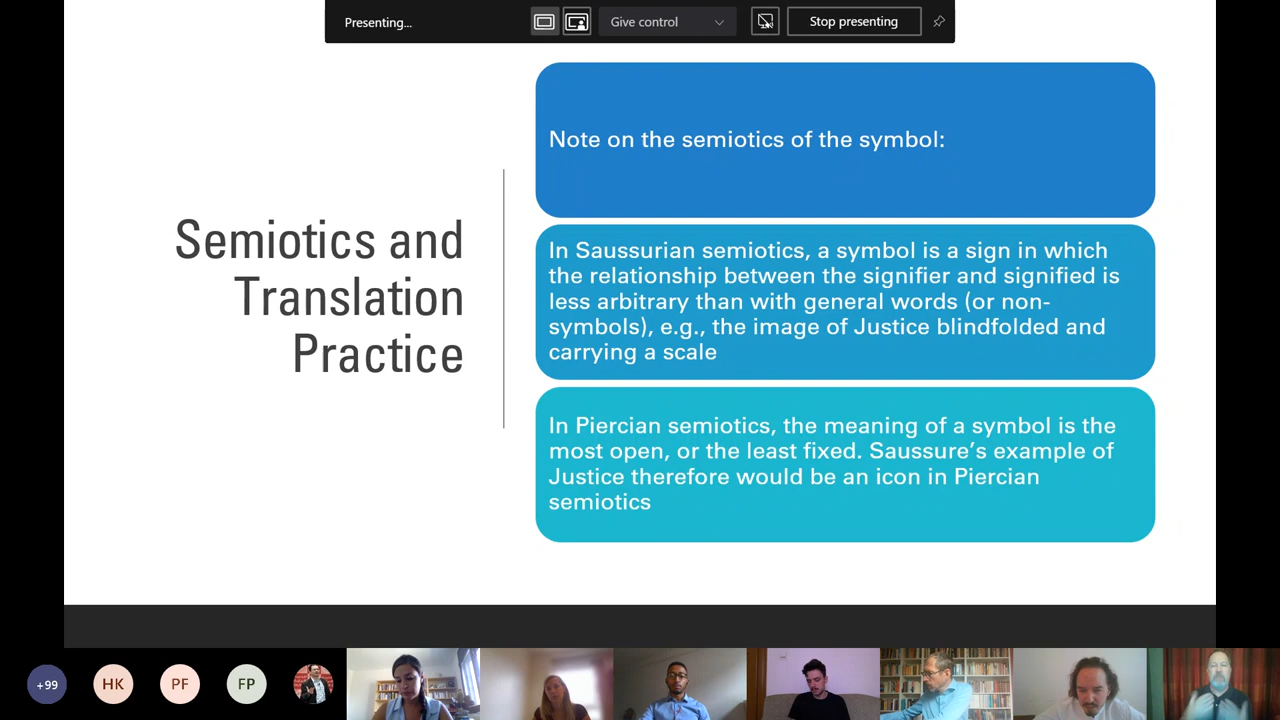 Presenting...
Give control
Stop presenting
Semiotics and
Translation
Practice
Note on the semiotics of the symbol:
In Saussurian semiotics, a symbol is a sign in which
the relationship between the signifier and signified is
less arbitrary than with general words (or non-
symbols), e.g., the image of Justice blindfolded and
carrying a scale
In Piercian semiotics, the meaning of a symbol is the
most open, or the least fixed. Saussure’s example of
Justice therefore would be an icon in Piercian
semiotics
+99
HK
PF
FP